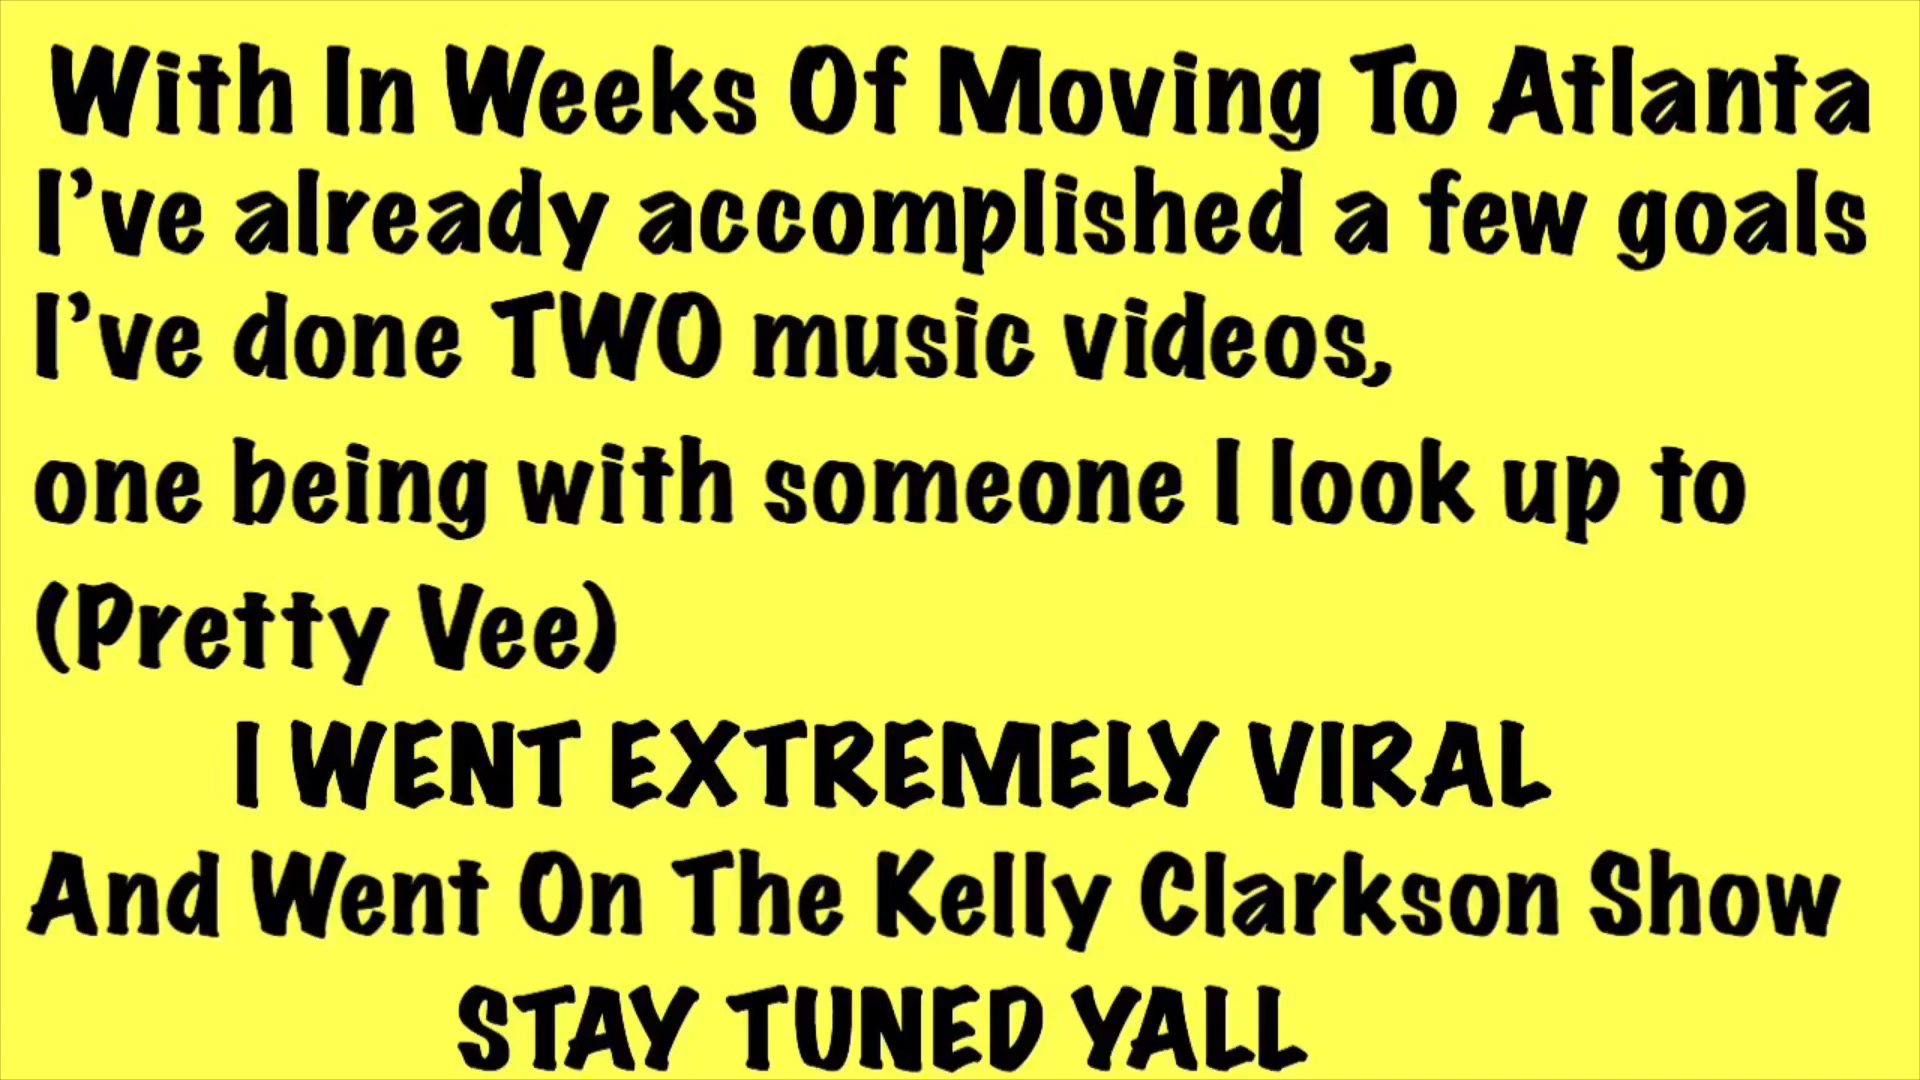 With In Weeks Of Moving To Atlanta
I’ve already accomplished a few goals
I’ve done TWO music videos,
one being with someone I look up to
(Pretty Vee)
I WENT EXTREMELY VIRAL
And Went On The Kelly Clarkson Show
STAY TUNED YALL